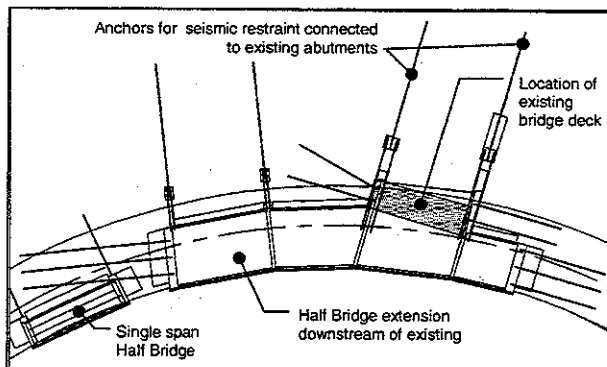 Anchors for seismic restraint connected
to existing abutments
Location of
existing
bridge deck
Single span
Half Bridge
Half Bridge extension
downstream of existing